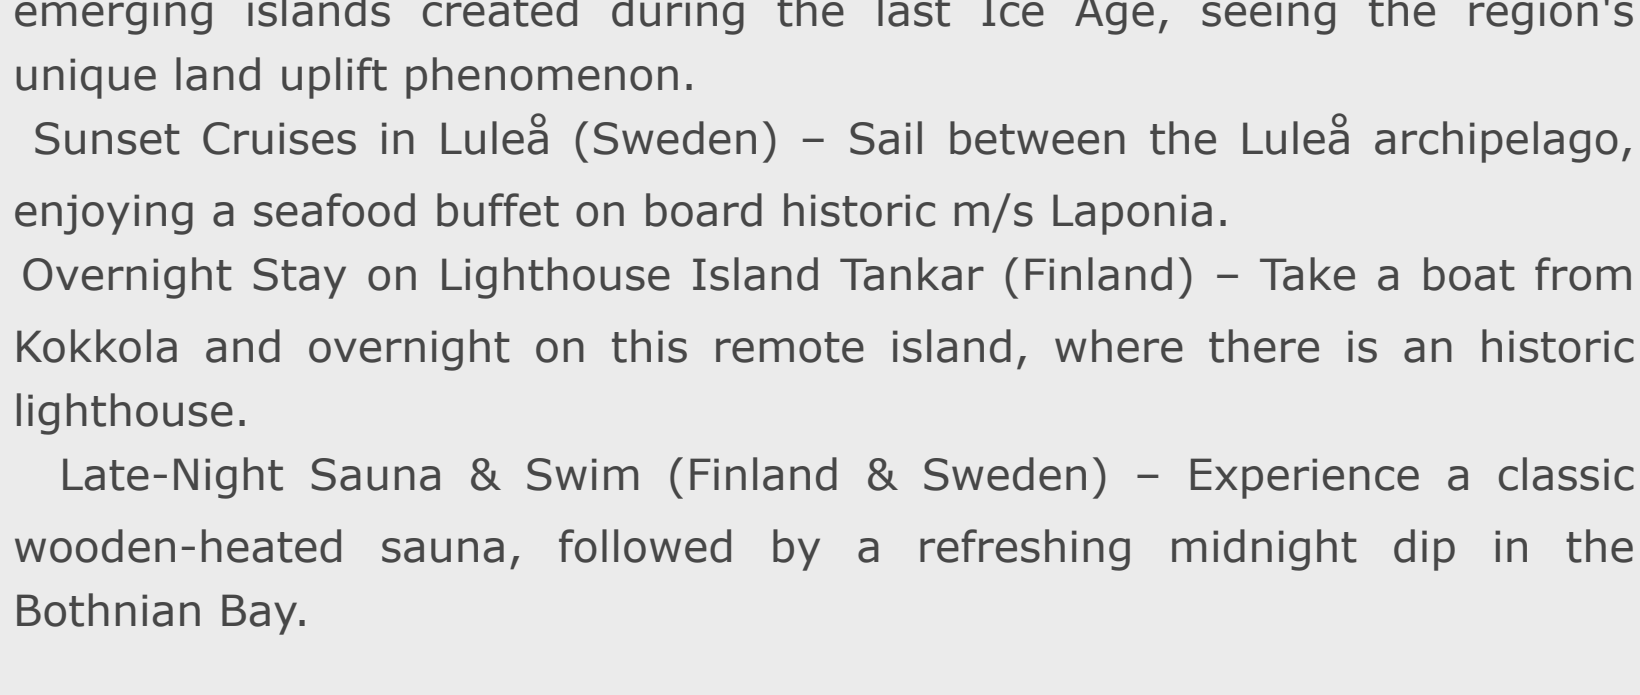 emerging islands created during the last Ice Age, seeing the region's
unique land uplift phenomenon.
Sunset Cruises in Luleå (Sweden) – Sail between the Luleå archipelago,
enjoying a seafood buffet on board historic m/s Laponia.
Overnight Stay on Lighthouse Island Tankar (Finland) – Take a boat from
Kokkola and overnight on this remote island, where there is an historic
lighthouse.
Late-Night Sauna & Swim (Finland & Sweden) – Experience a classic
wooden-heated sauna, followed by a refreshing midnight dip in the
Bothnian Bay.